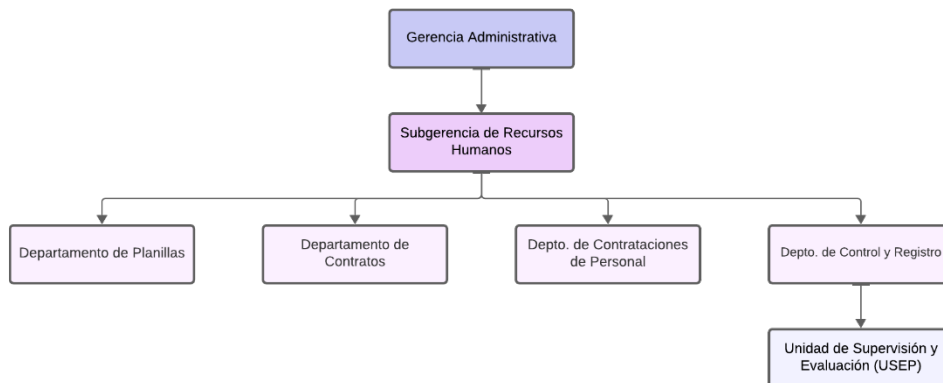 Gerencia Administrativa
Subgerencia de Recursos
Humanos
Departamento de Planillas
Departamento de
Contratos
Depto. de Contrataciones
de Personal
Depto. de Control y Registro
Unidad de Supervisión y
Evaluación (USEP)